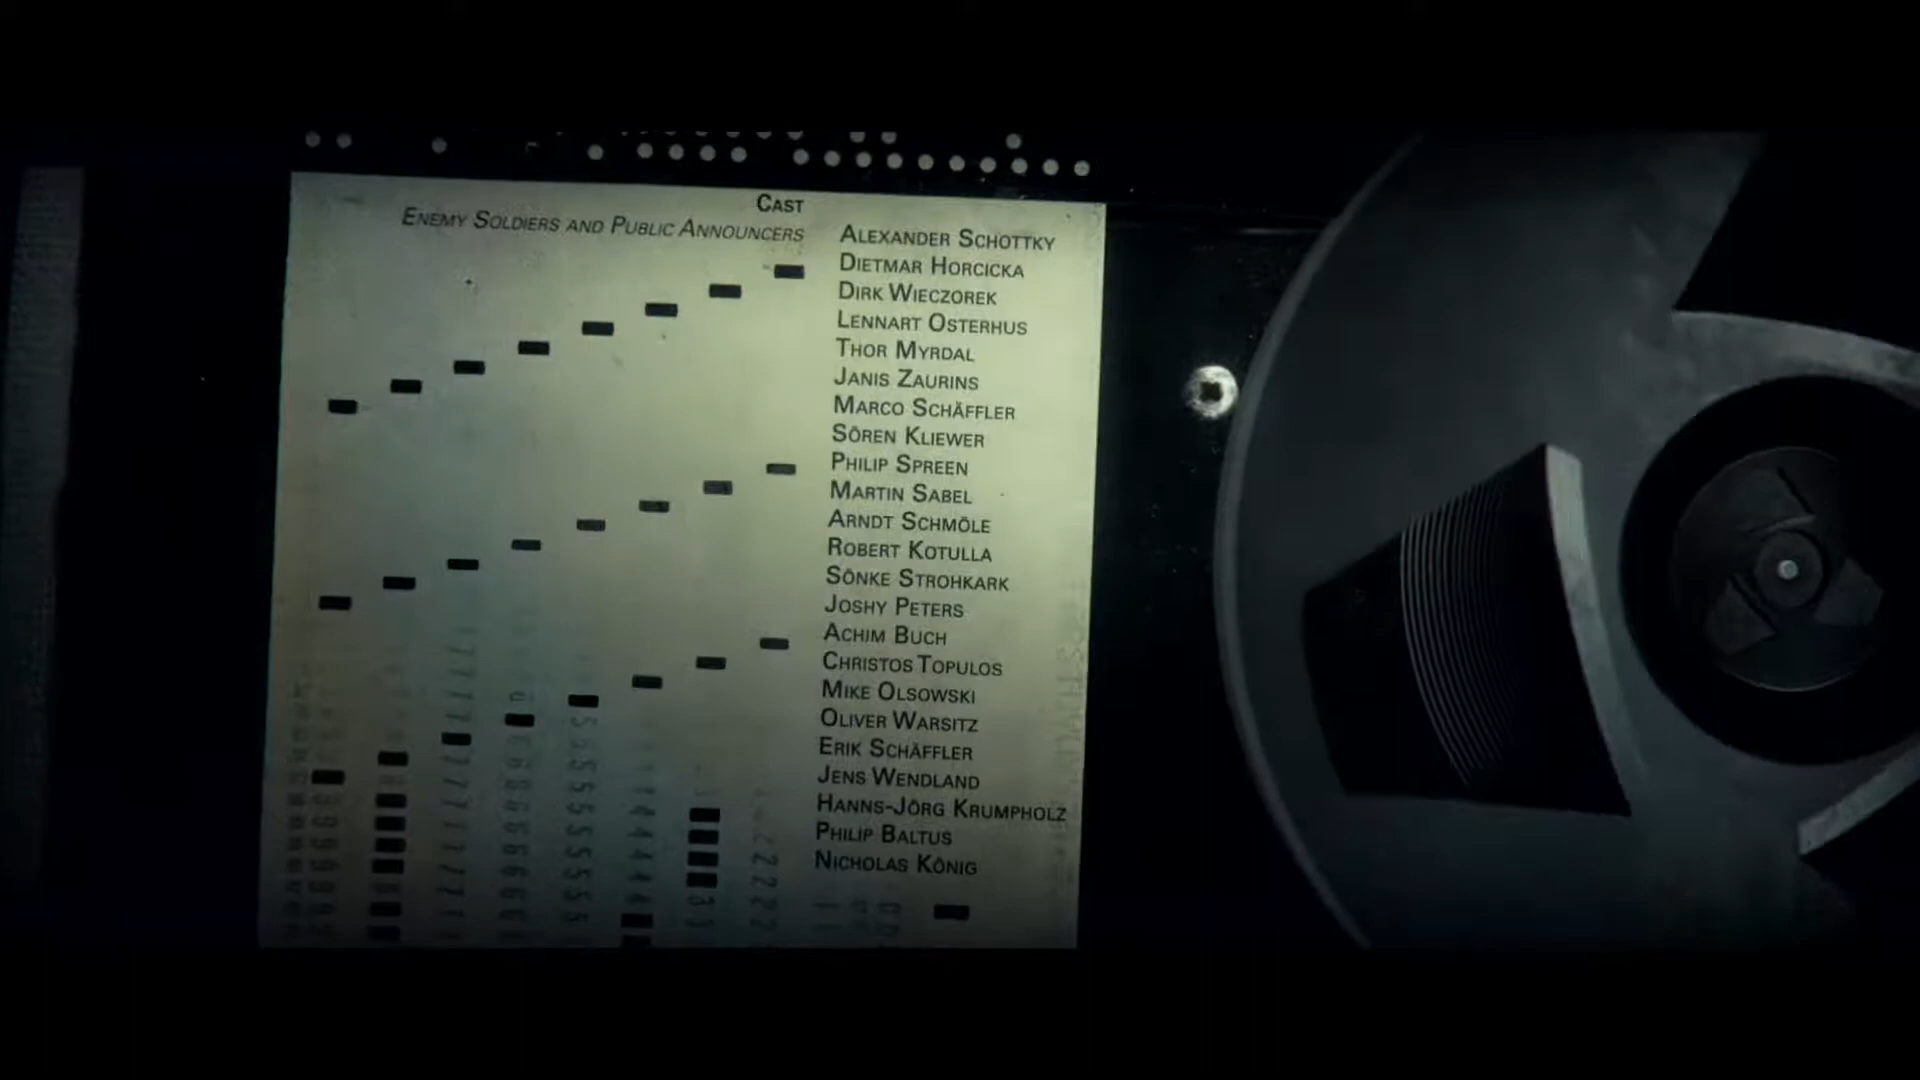 CAST
ENEMY SOLDIERS AND PUBLIC ANNOUNCERS
ALEXANDER SCHOTTKY
DIETMAR HORCICKA
DIRK WIECZOREK
LENNART OSTERHUS
THOR MYRDAL
JANIS ZAURINS
MARCO SCHÄFFLER
SÖREN KLIEWER
PHILIP SPREEN
MARTIN SABEL
ARNDT SCHMÖLE
ROBERT KOTULLA
SÖNKE STROHKARK
JOSHY PETERS
ACHIM BUCH
CHRISTOS TOPULOS
MIKE OLSOWSKI
OLIVER WARSITZ
ERIK SCHÄFFLER
JENS WENDLAND
HANNS-JÖRG KRUMPHOLZ
PHILIP BALTUS
NICHOLAS KÖNIG